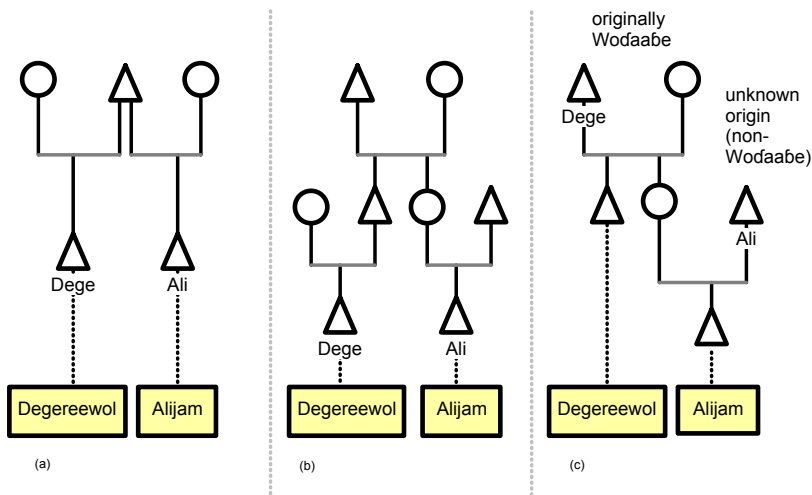 Dege
Ali
Degereewol
Alijam
(a)
Dege
Ali
Degereewol
Alijam
(b)
originally
Woɗaaɓe
Dege
unknown
origin
(non-
Woɗaaɓe)
Ali
Degereewol
Alijam
(c)